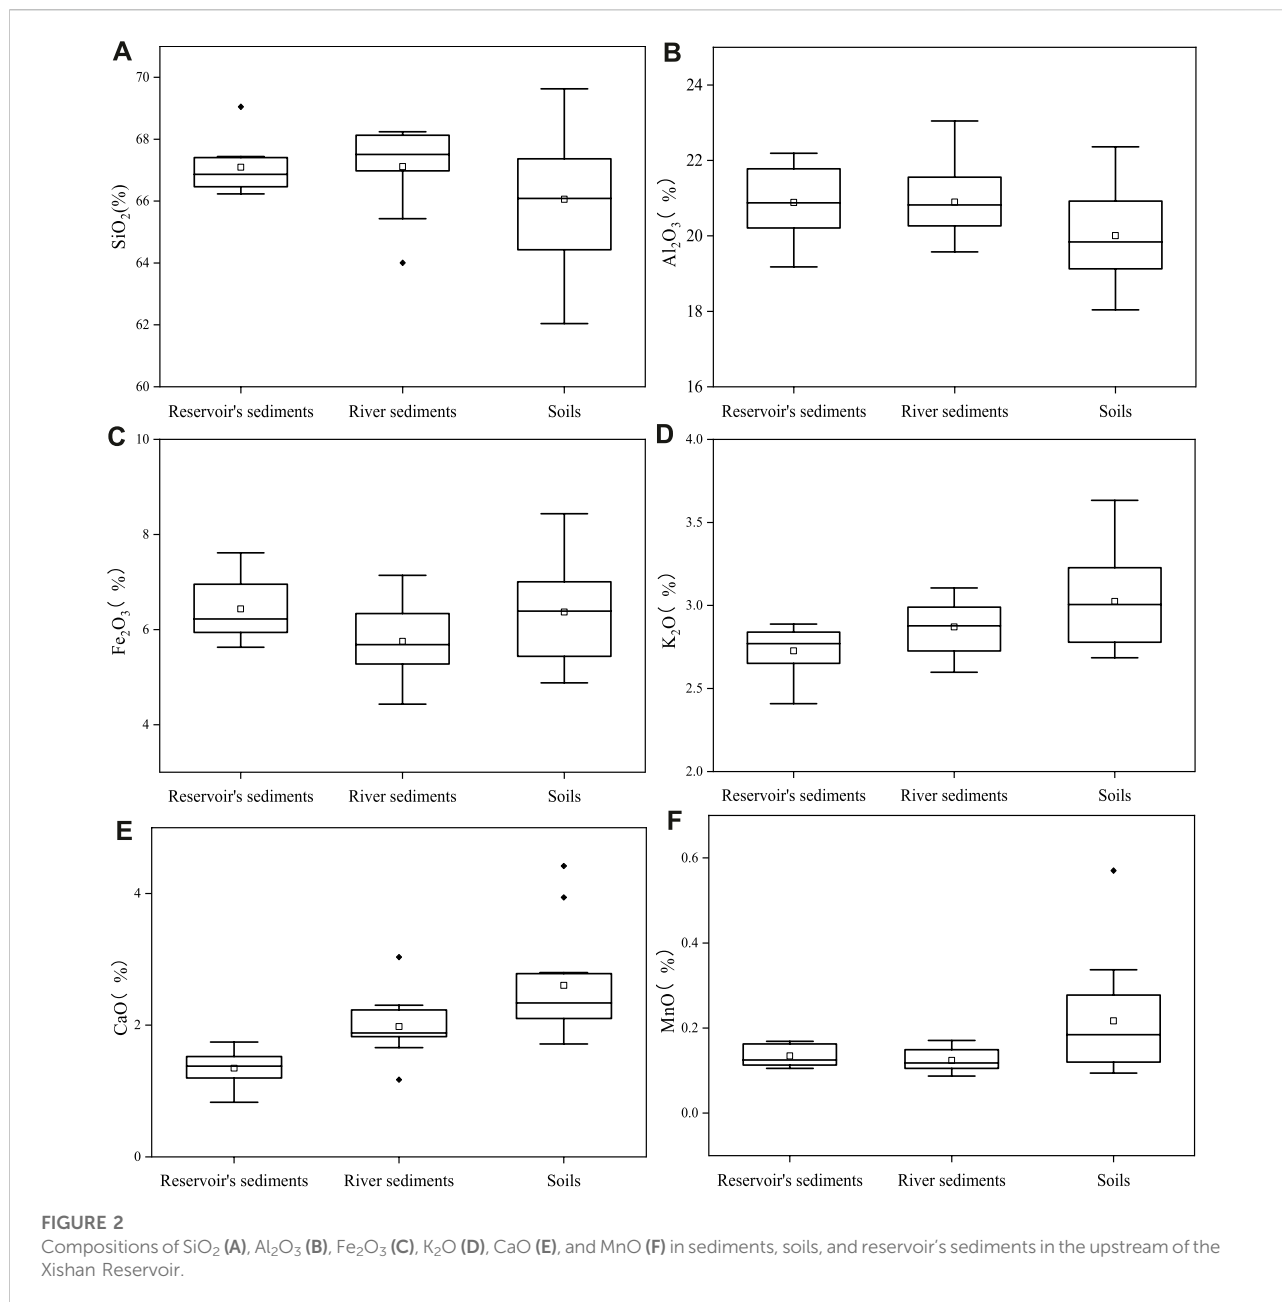 A
B
70
68
66
64
62
60
SiO₂(%)
Reservoir's sediments River sediments Soils
24
22
20
18
16
Al₂O₃( %)
Reservoir's sediments River sediments Soils
C
D
10
8
6
4
Fe₂O₃( %)
Reservoir's sediments River sediments Soils
4.0
3.5
3.0
2.5
2.0
K₂O( %)
Reservoir's sediments River sediments Soils
E
F
4
2
0
CaO( %)
Reservoir's sediments River sediments Soils
0.6
0.4
0.2
0.0
MnO( %)
Reservoir's sediments River sediments Soils
FIGURE 2
Compositions of SiO₂ (A), Al₂O₃ (B), Fe₂O₃ (C), K₂O (D), CaO (E), and MnO (F) in sediments, soils, and reservoir's sediments in the upstream of the
Xishan Reservoir.